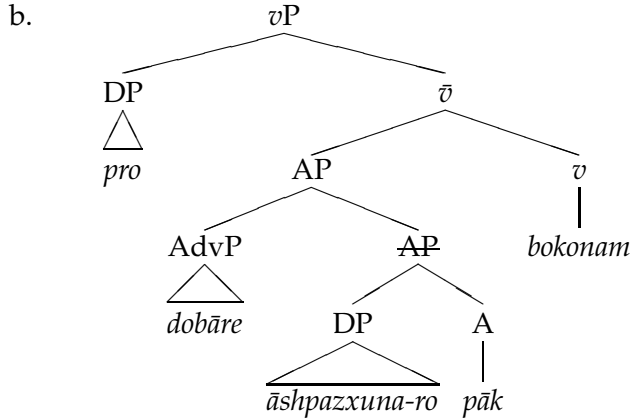 b. vP
DP v̄
pro AP v
AdvP AP bokonam
dobāre DP A
āshpazxuna-ro pāk